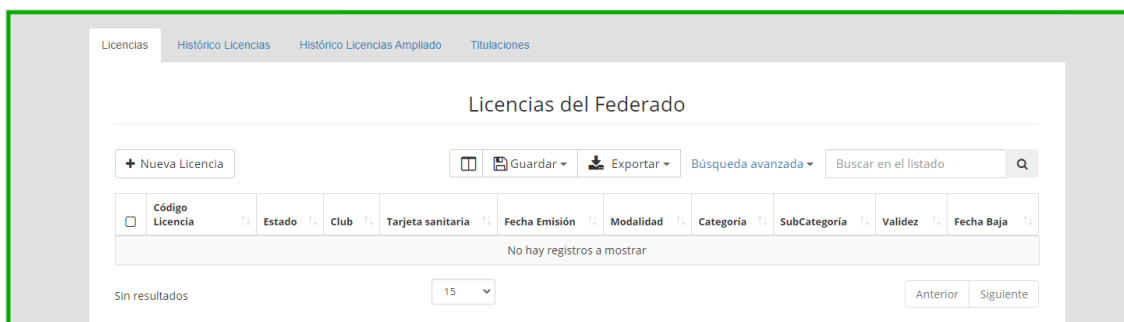 Licencias Histórico Licencias Histórico Licencias Ampliado Titulaciones
Licencias del Federado
Nueva Licencia Guardar Exportar Búsqueda avanzada Buscar en el listado
Código
Licencia Estado Club Tarjeta sanitaria Fecha Emisión Modalidad Categoría SubCategoría Validez Fecha Baja
No hay registros a mostrar
Sin resultados 15 Anterior Siguiente